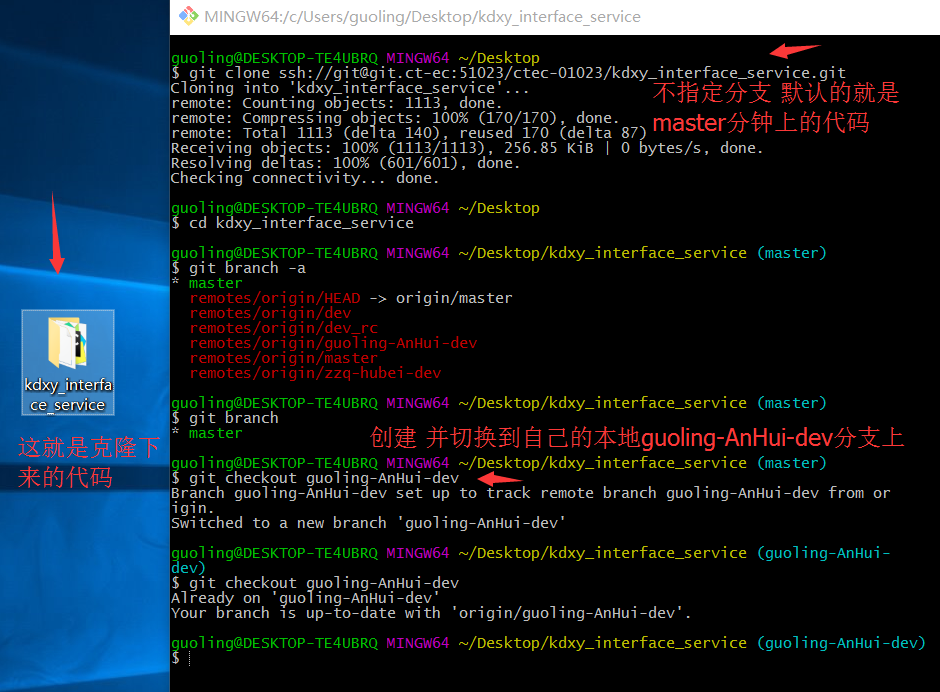 MINGW64:/c/Users/guoling/Desktop/kdxy_interface_service
guoling@DESKTOP-TE4UBRQ MINGW64 ~/Desktop
$ git clone ssh://git@git.ct-ec:51023/ctec-01023/kdxy_interface_service.git
Cloning into 'kdxy_interface_service'...
不指定分支 默认的就是
remote: Counting objects: 1113, done.
remote: Compressing objects: 100% (170/170), done.
master分钟上的代码
remote: Total 1113 (delta 140), reused 170 (delta 87)
Receiving objects: 100% (1113/1113), 256.85 KiB | 0 bytes/s, done.
Resolving deltas: 100% (601/601), done.
Checking connectivity... done.
guoling@DESKTOP-TE4UBRQ MINGW64 ~/Desktop
$ cd kdxy_interface_service
guoling@DESKTOP-TE4UBRQ MINGW64 ~/Desktop/kdxy_interface_service (master)
$ git branch -a
* master
remotes/origin/HEAD -> origin/master
remotes/origin/dev
remotes/origin/dev_rc
remotes/origin/guoling-AnHui-dev
remotes/origin/master
remotes/origin/zzq-hubei-dev
kdxy_interfa
ce_service
这就是克隆下
来的代码
guoling@DESKTOP-TE4UBRQ MINGW64 ~/Desktop/kdxy_interface_service (master)
$ git branch
* master
创建 并切换到自己的本地guoling-AnHui-dev分支上
guoling@DESKTOP-TE4UBRQ MINGW64 ~/Desktop/kdxy_interface_service (master)
$ git checkout guoling-AnHui-dev
Branch guoling-AnHui-dev set up to track remote branch guoling-AnHui-dev from or
igin.
Switched to a new branch 'guoling-AnHui-dev'
guoling@DESKTOP-TE4UBRQ MINGW64 ~/Desktop/kdxy_interface_service (guoling-AnHui-
dev)
$ git checkout guoling-AnHui-dev
Already on 'guoling-AnHui-dev'
Your branch is up-to-date with 'origin/guoling-AnHui-dev'.
guoling@DESKTOP-TE4UBRQ MINGW64 ~/Desktop/kdxy_interface_service (guoling-AnHui-dev)
$